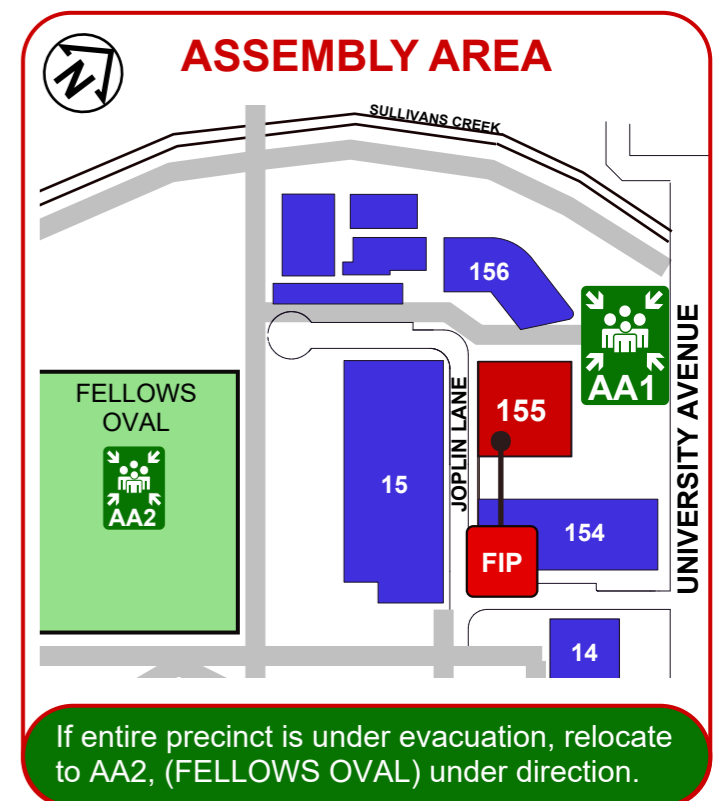 N
ASSEMBLY AREA
SULLIVANS CREEK
156
AA1
UNIVERSITY AVENUE
FELLOWS
OVAL
AA2
155
JOPLIN LANE
15
154
FIP
14
If entire precinct is under evacuation, relocate
to AA2, (FELLOWS OVAL) under direction.